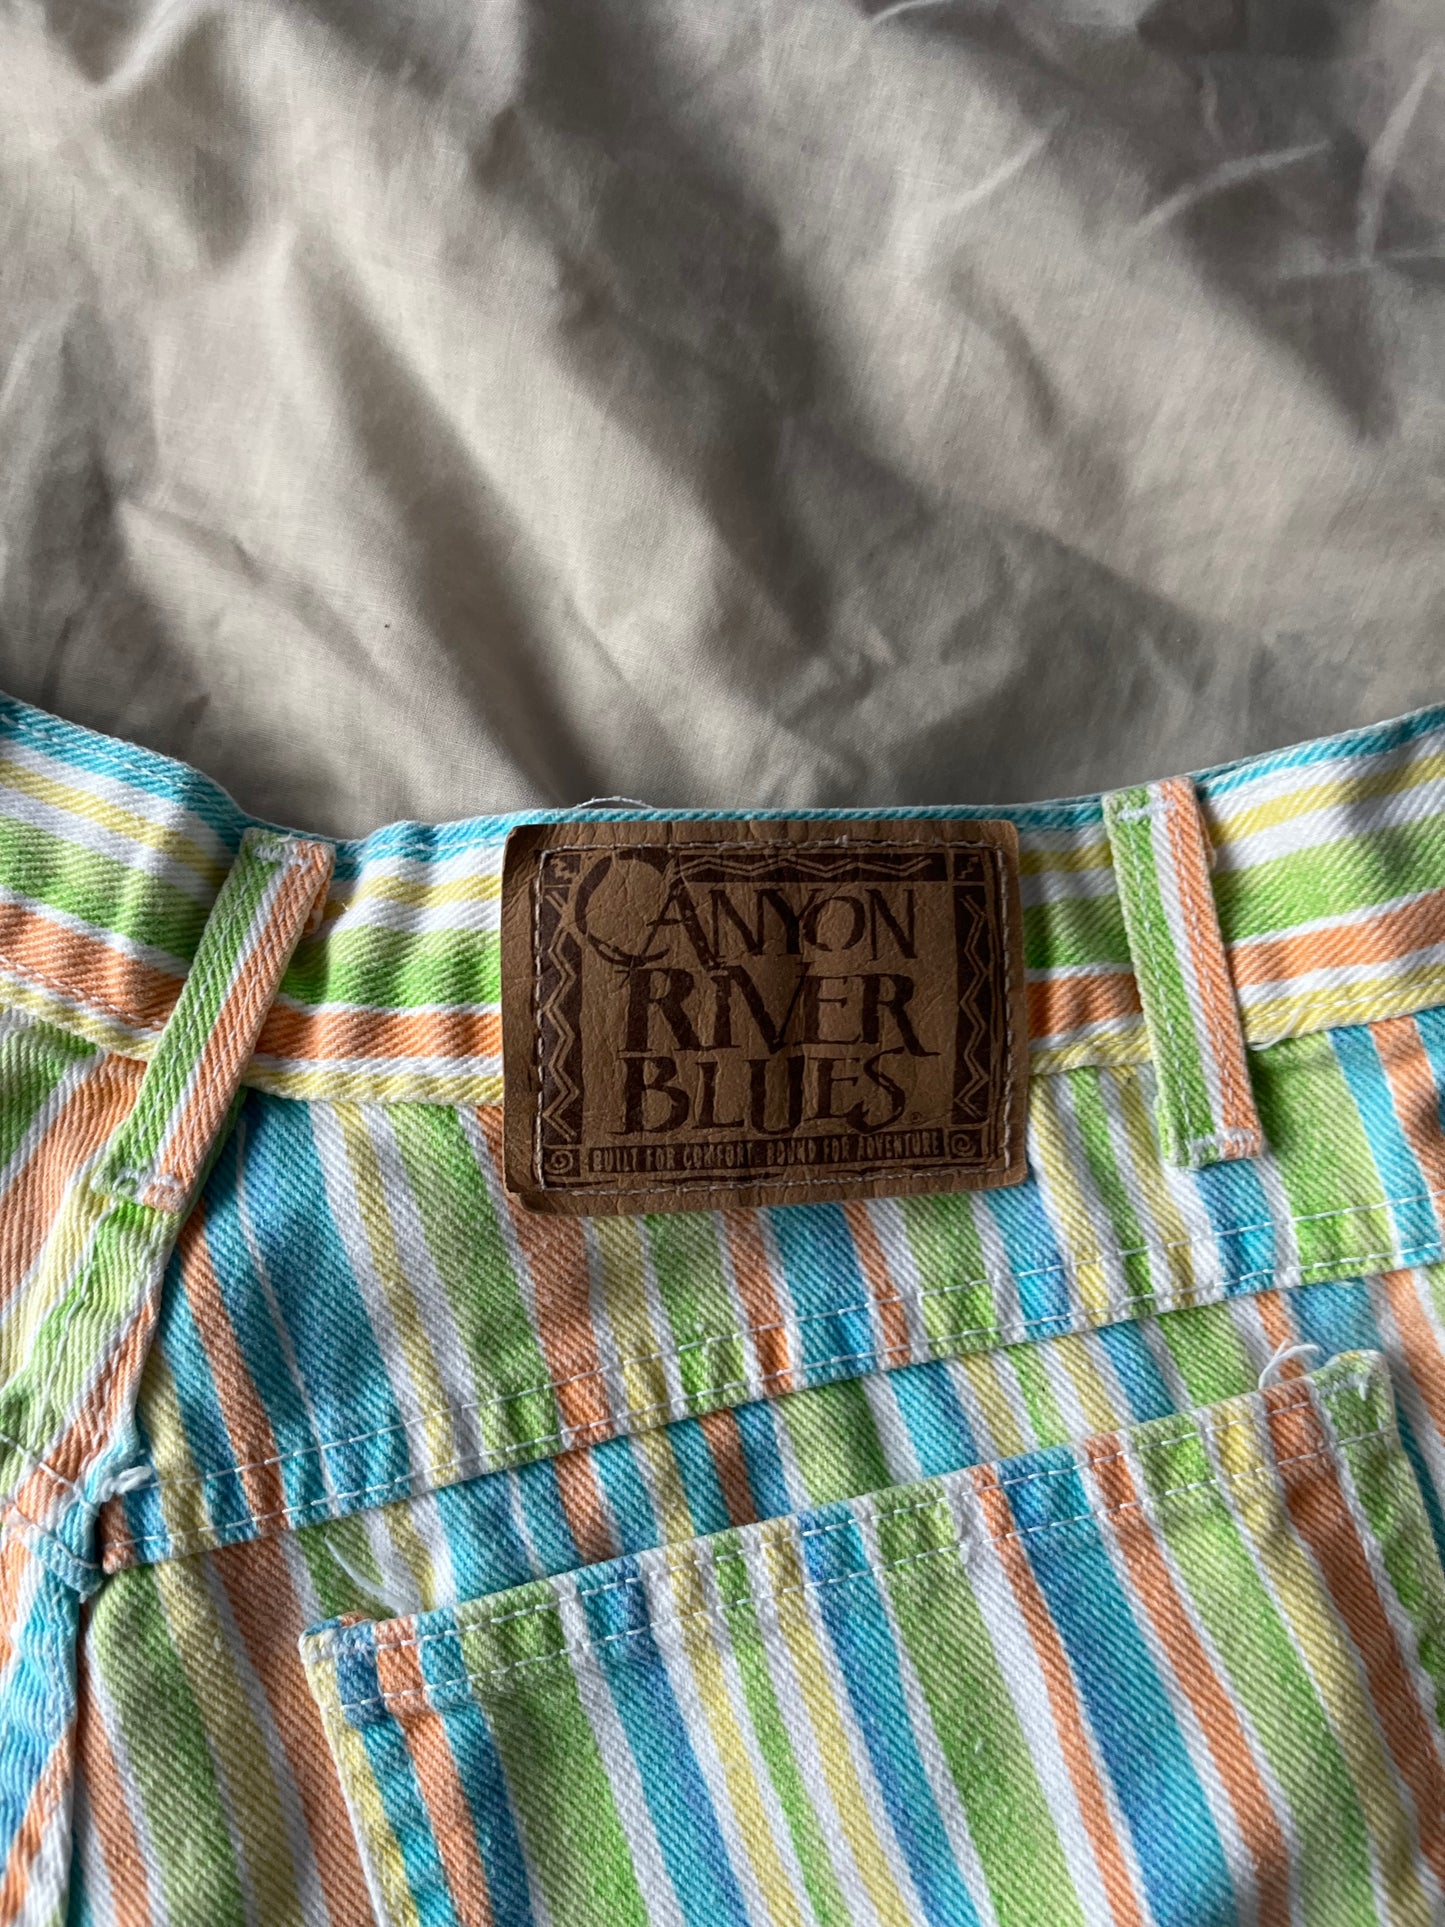 CANYON
RIVER
BLUES®
BUILT FOR COMFORT. BOUND FOR ADVENTURE